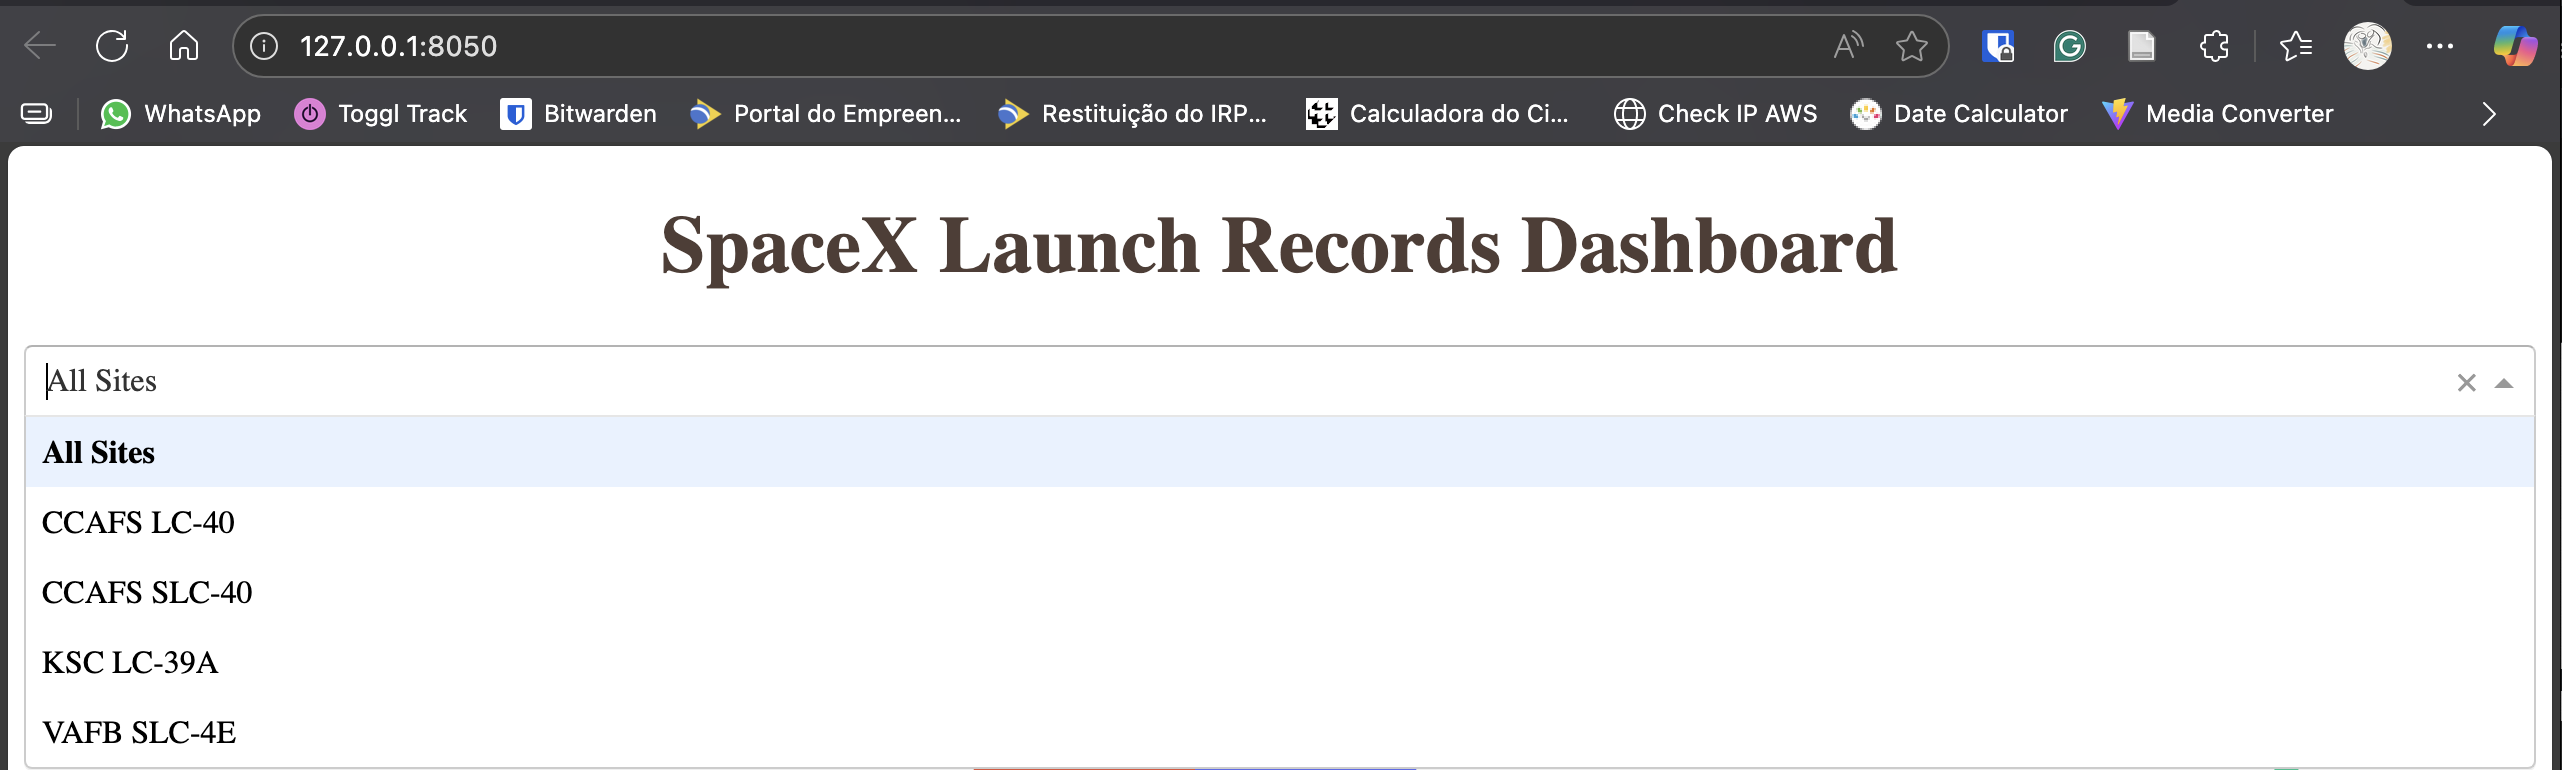 127.0.0.1:8050
WhatsApp Toggl Track Bitwarden Portal do Empreen... Restituição do IRP... Calculadora do Ci... Check IP AWS Date Calculator Media Converter
SpaceX Launch Records Dashboard
All Sites
All Sites
CCAFS LC-40
CCAFS SLC-40
KSC LC-39A
VAFB SLC-4E